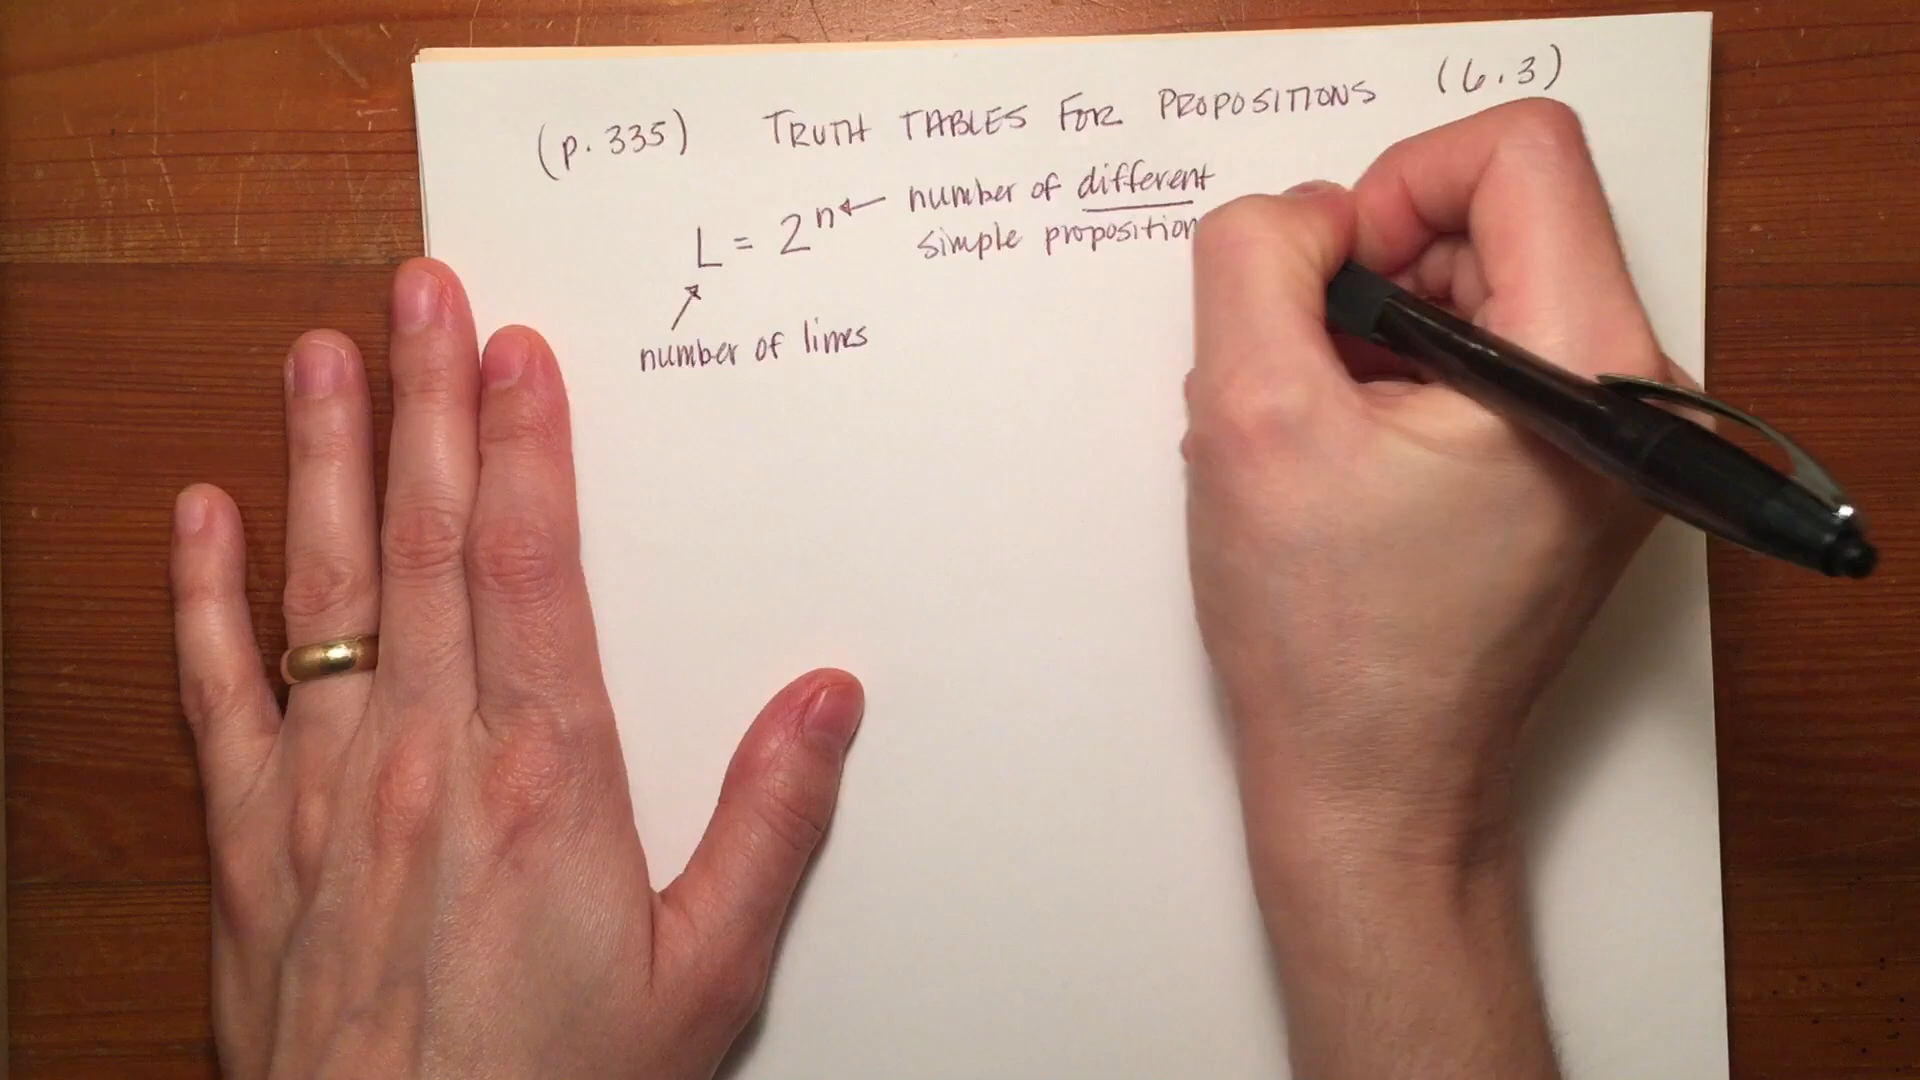 (p. 335) TRUTH TABLES FOR PROPOSITIONS (6.3)
L = 2ⁿ ← number of different
simple proposition
number of lines